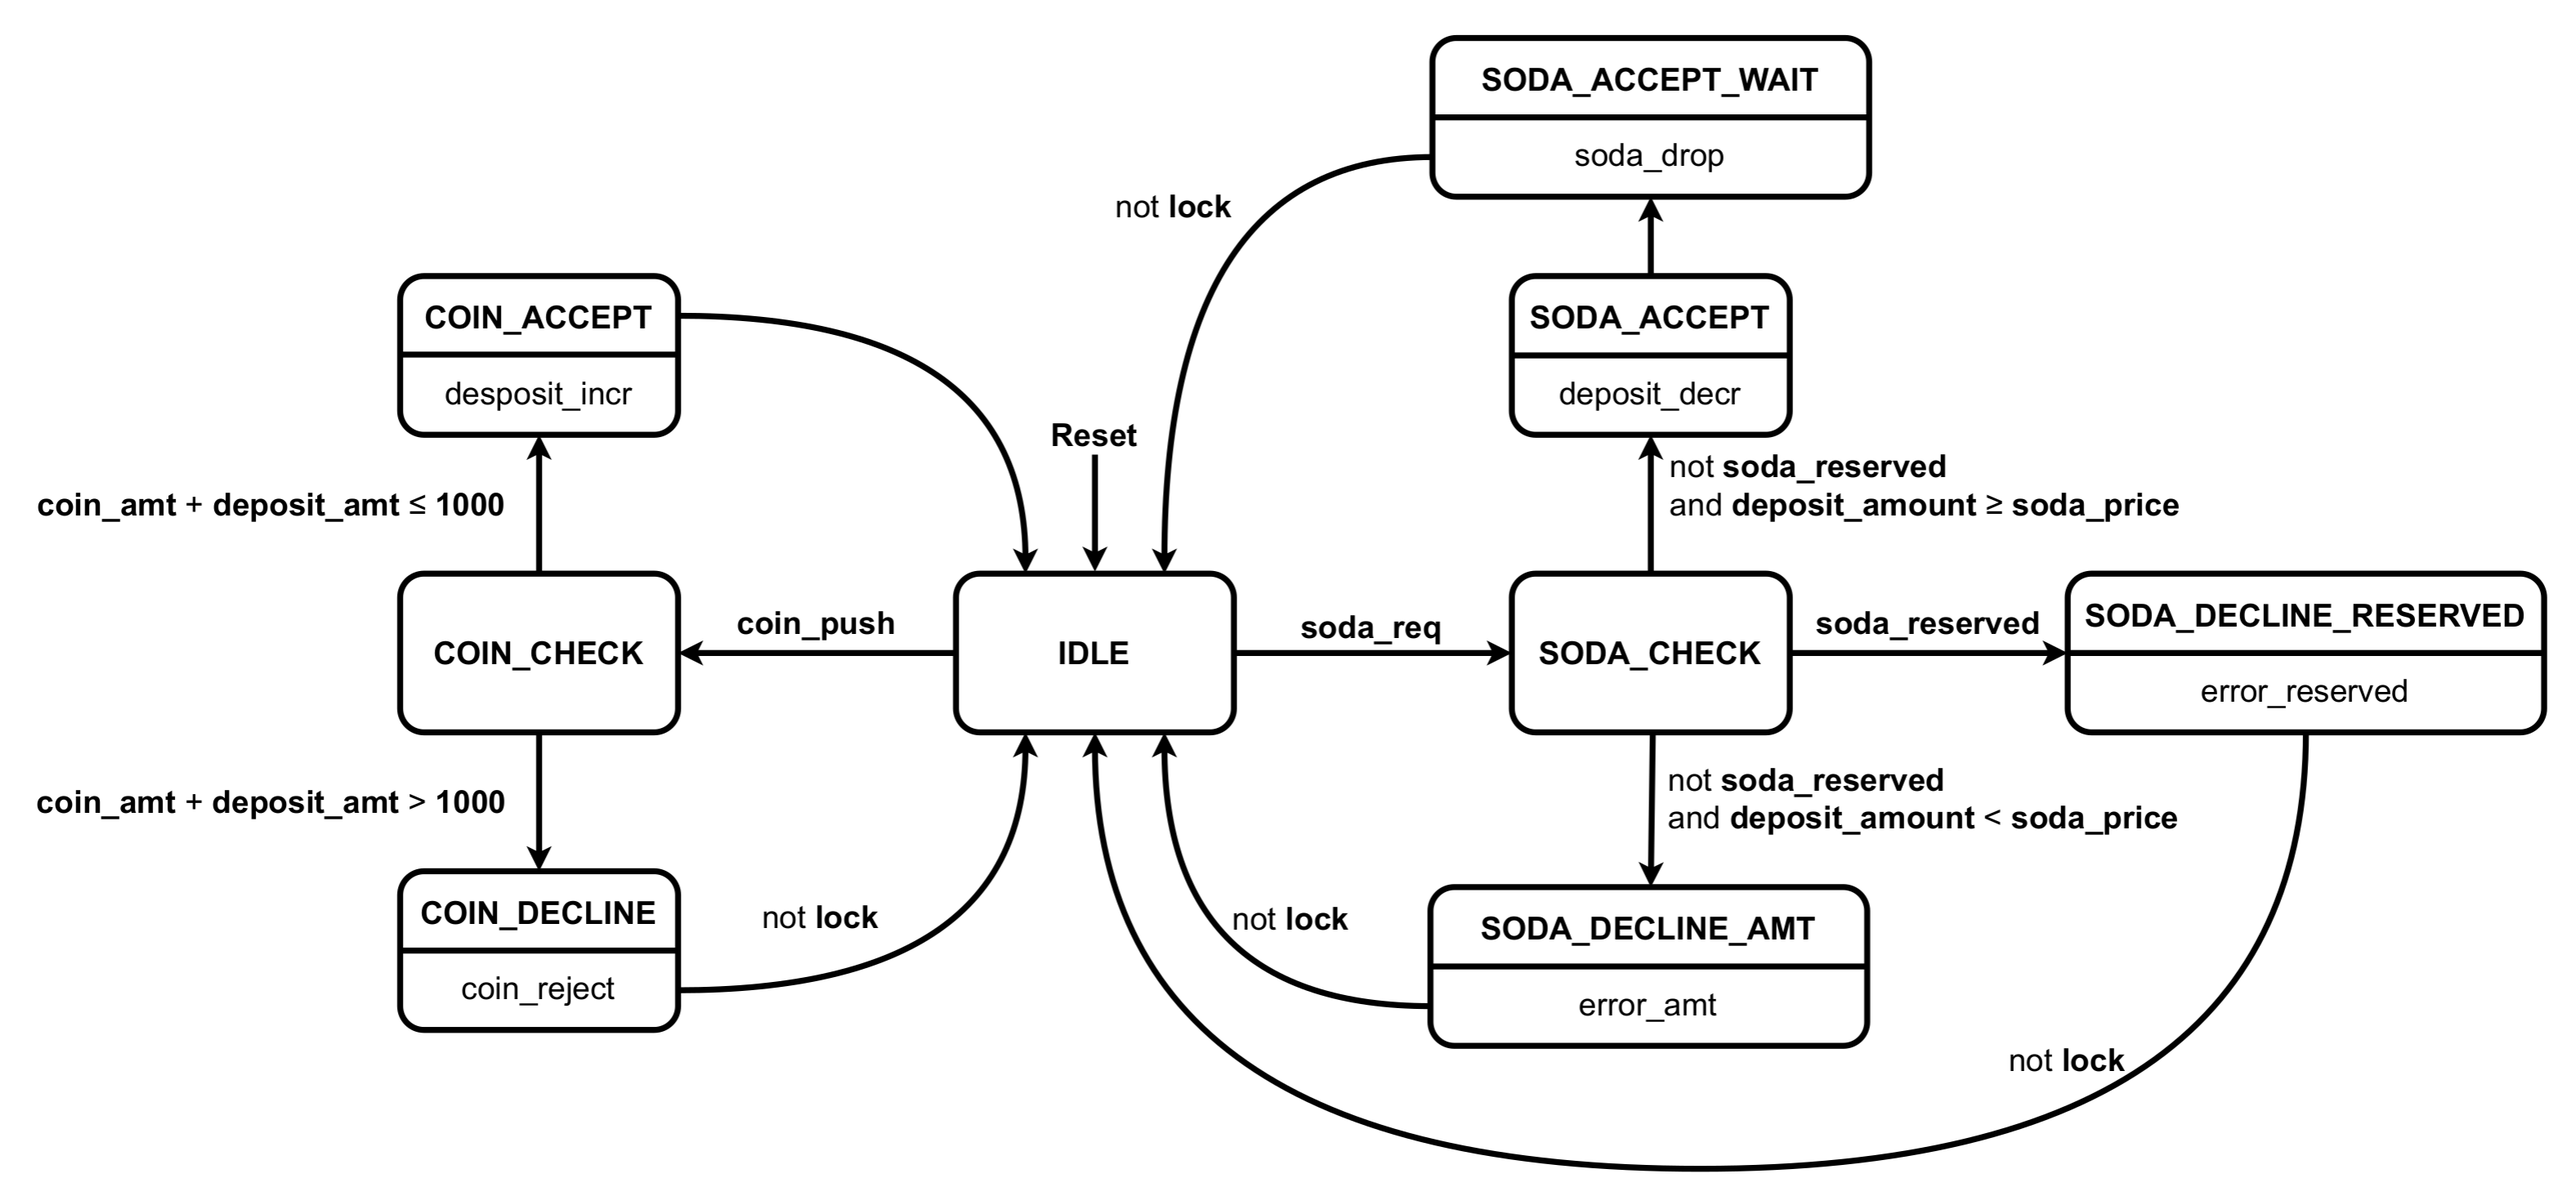 SODA_ACCEPT_WAIT
soda_drop
not lock
COIN_ACCEPT
desposit_incr
SODA_ACCEPT
deposit_decr
Reset
coin_amt + deposit_amt ≤ 1000
not soda_reserved
and deposit_amount ≥ soda_price
COIN_CHECK
coin_push
IDLE
soda_req
SODA_CHECK
soda_reserved
SODA_DECLINE_RESERVED
error_reserved
coin_amt + deposit_amt > 1000
not soda_reserved
and deposit_amount < soda_price
COIN_DECLINE
coin_reject
not lock
not lock
SODA_DECLINE_AMT
error_amt
not lock